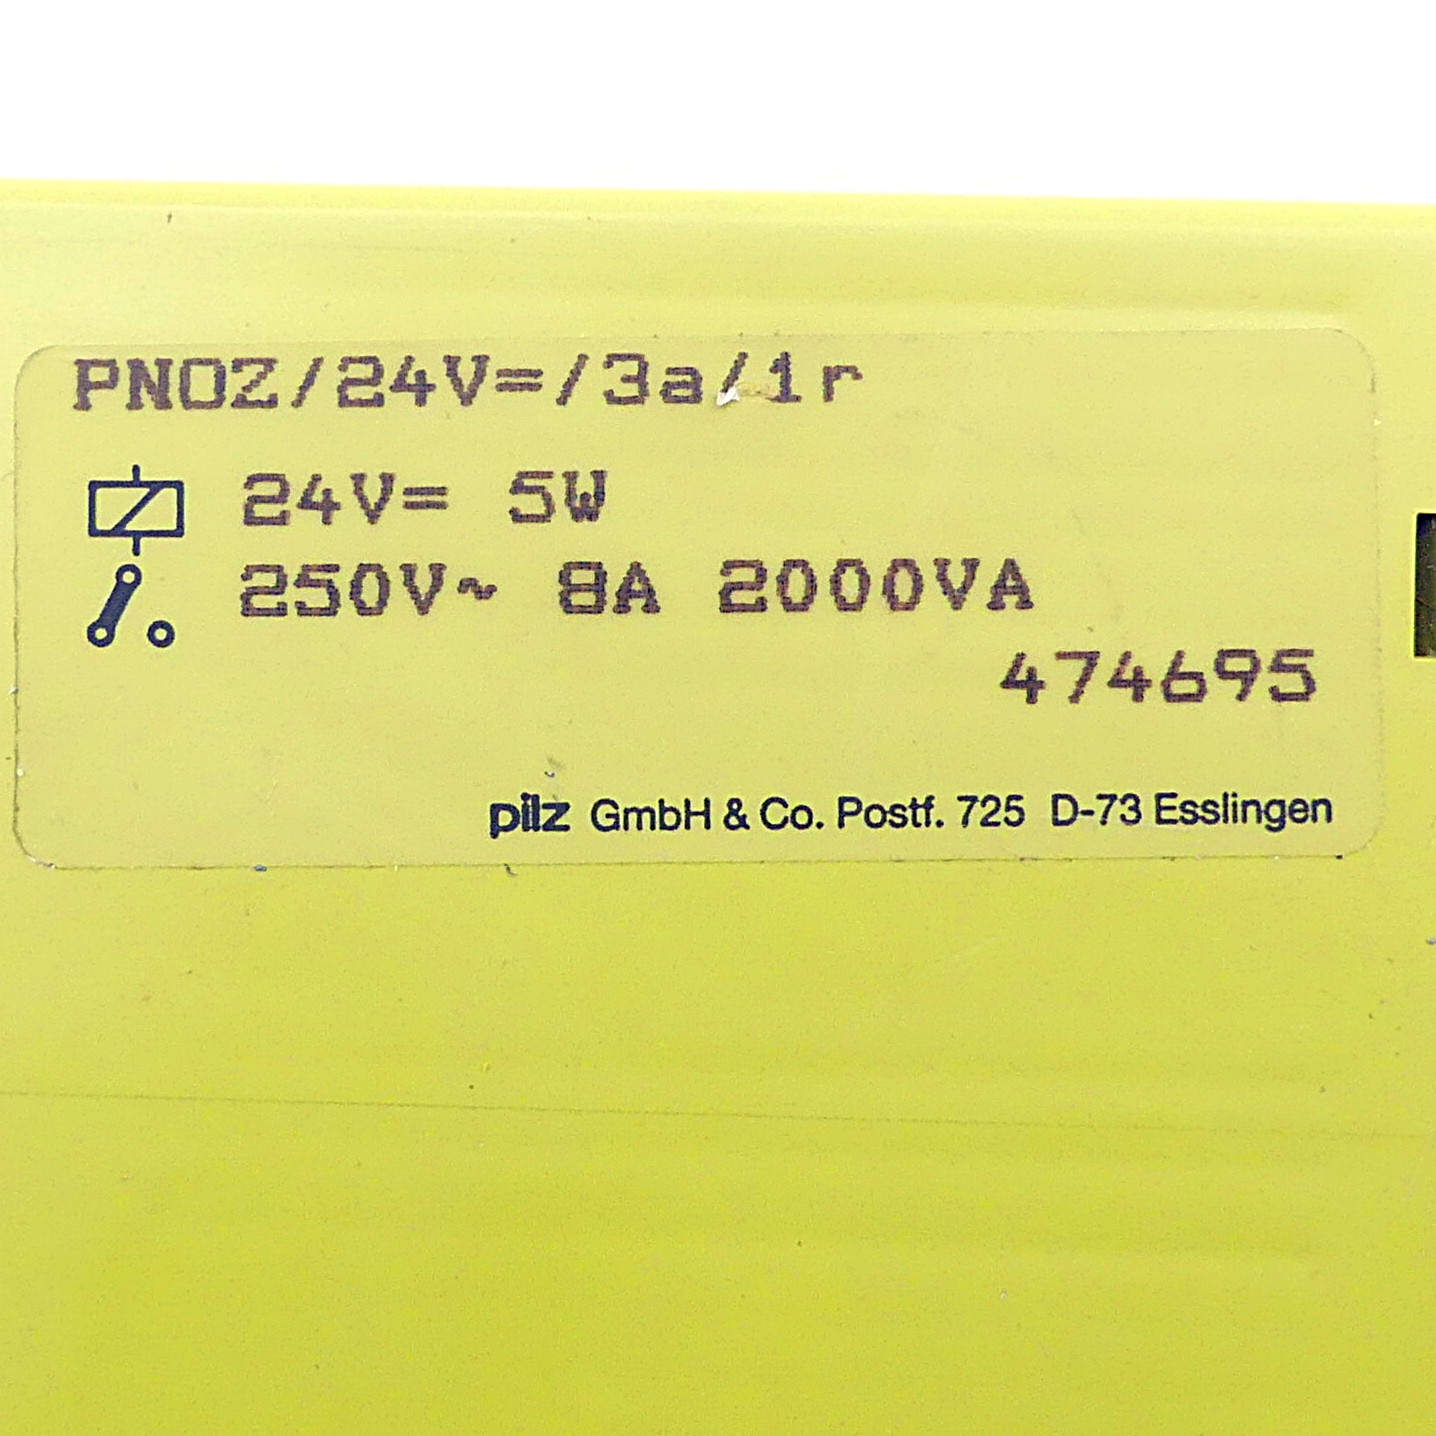 PNOZ/24V=/3a/1r
24V= 5W
250V~ 8A 2000VA
474695
pilz GmbH & Co. Postf. 725 D-73 Esslingen